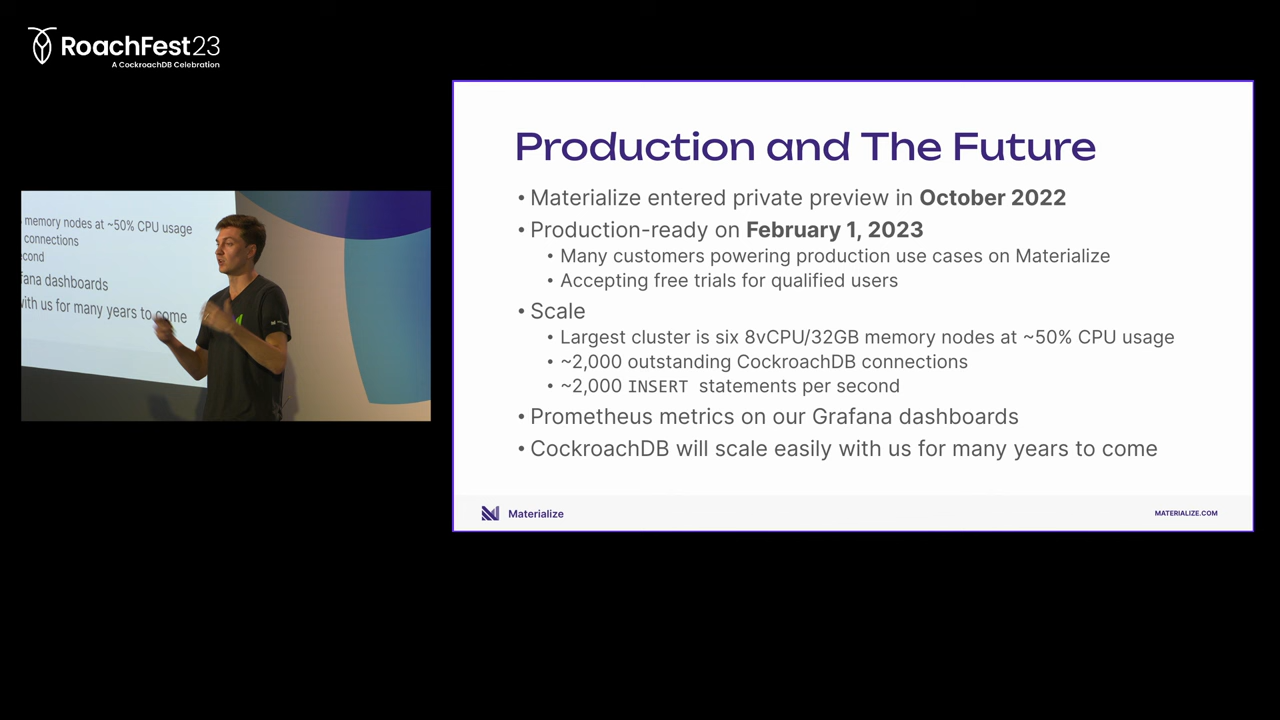 RoachFest23
A CockroachDB Celebration
Production and The Future
• Materialize entered private preview in October 2022
• Production-ready on February 1, 2023
• Many customers powering production use cases on Materialize
• Accepting free trials for qualified users
• Scale
• Largest cluster is six 8vCPU/32GB memory nodes at ~50% CPU usage
• ~2,000 outstanding CockroachDB connections
• ~2,000 INSERT statements per second
• Prometheus metrics on our Grafana dashboards
• CockroachDB will scale easily with us for many years to come
Materialize
MATERIALIZE.COM
memory nodes at ~50% CPU usage
connections
econd
fana dashboards
with us for many years to come